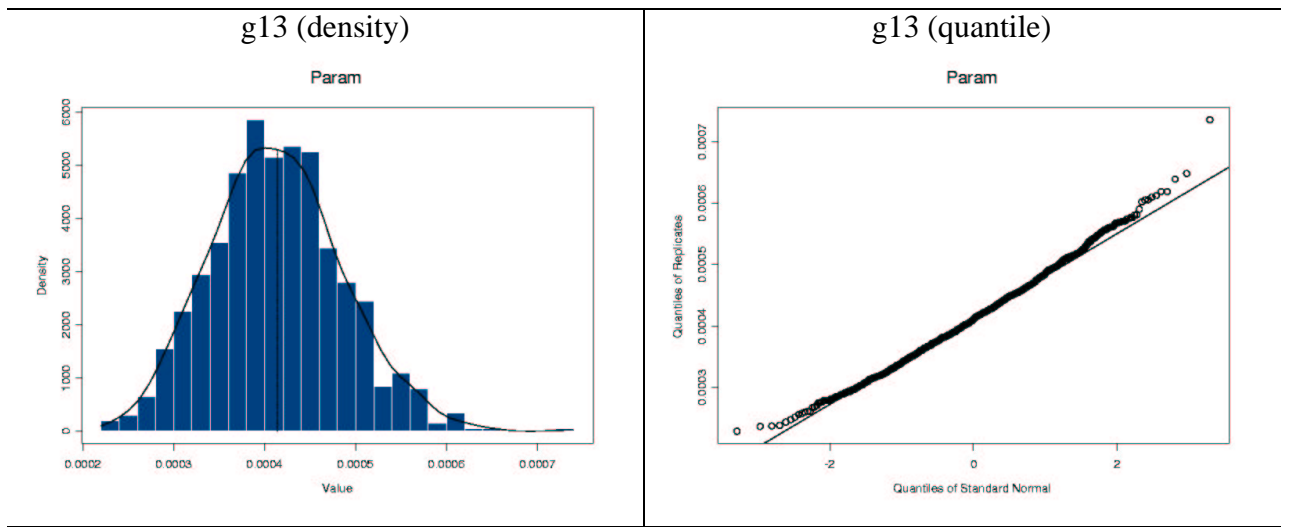 g13 (density)
Param
Density
0 1000 2000 3000 4000 5000 6000
0.0002 0.0003 0.0004 0.0005 0.0006 0.0007
Value
g13 (quantile)
Param
Quantiles of Replicates
0.0003 0.0004 0.0005 0.0006 0.0007
-2 0 2
Quantiles of Standard Normal